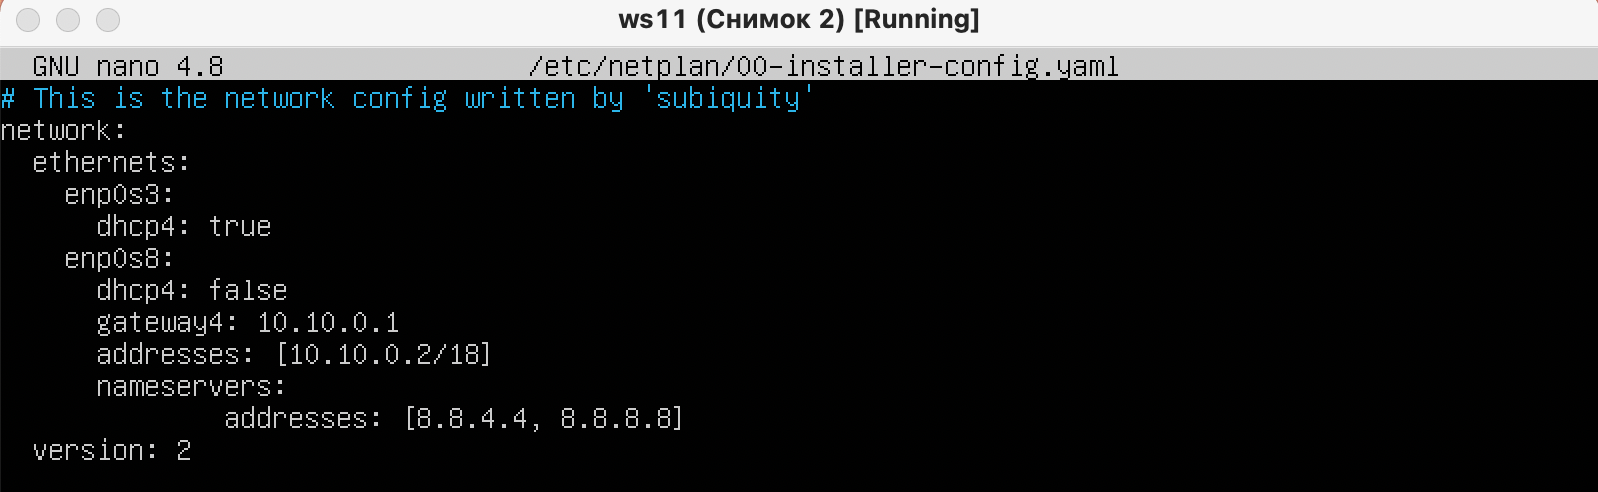 ws11 (Снимок 2) [Running]
GNU nano 4.8 /etc/netplan/00-installer-config.yaml
# This is the network config written by 'subiquity'
network:
  ethernets:
    enp0s3:
      dhcp4: true
    enp0s8:
      dhcp4: false
      gateway4: 10.10.0.1
      addresses: [10.10.0.2/18]
      nameservers:
              addresses: [8.8.4.4, 8.8.8.8]
  version: 2